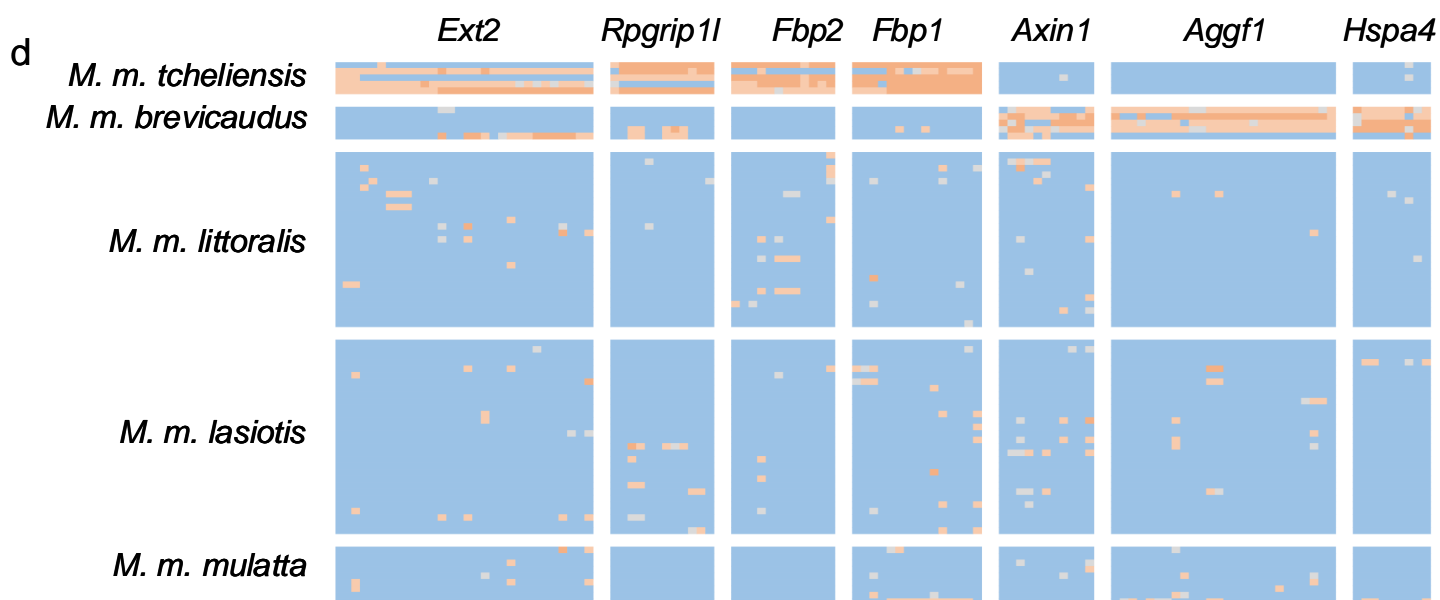 d
Ext2 Rpgrip1l Fbp2 Fbp1 Axin1 Aggf1 Hspa4
M. m. tcheliensis
M. m. brevicaudus
M. m. littoralis
M. m. lasiotis
M. m. mulatta